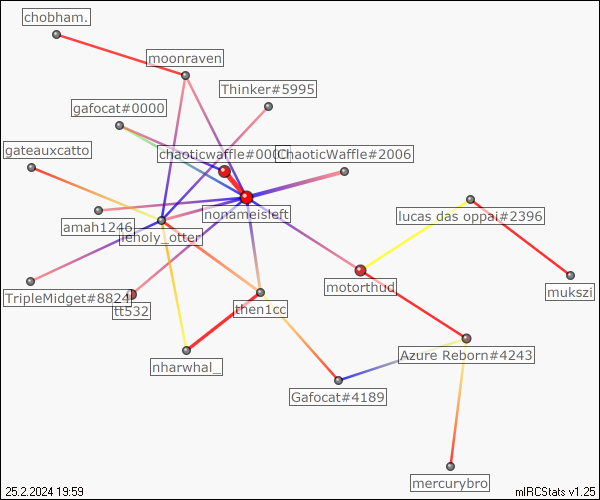 chobham.
moonraven
Thinker#5995
gafocat#0000
gateauxcatto
chaoticwaffle#000
ChaoticWaffle#2006
nonameisleft
lucas das oppai#2396
amah1246
leholy_otter
TripleMidget#8824
tt532
then1cc
motorthud
mukszi
nharwhal_
Azure Reborn#4243
Gafocat#4189
mercurybro
25.2.2024 19:59
mIRCStats v1.25